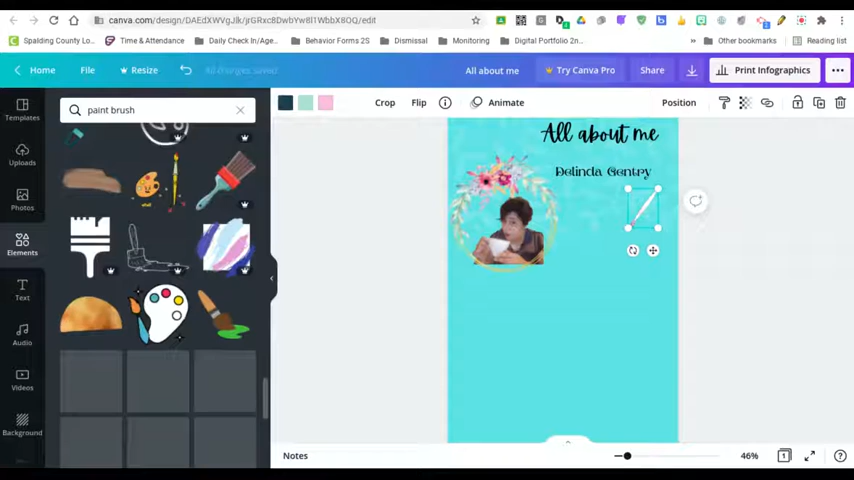 canva.com/design/DAEdXWVgJlk/jrGRxc8DwbYw8l1WbbX8OQ/edit
Spalding County Lo...
Time & Attendance
Daily Check In/Age...
Behavior Forms 2S
Dismissal
Monitoring
Digital Portfolio 2n...
Other bookmarks
Reading list
Home
File
Resize
All changes saved
All about me
Try Canva Pro
Share
Print Infographics
Templates
Uploads
Photos
Elements
Text
Audio
Videos
Background
paint brush
Crop
Flip
Animate
Position
All about me
Delinda Gentry
Notes
46%
1